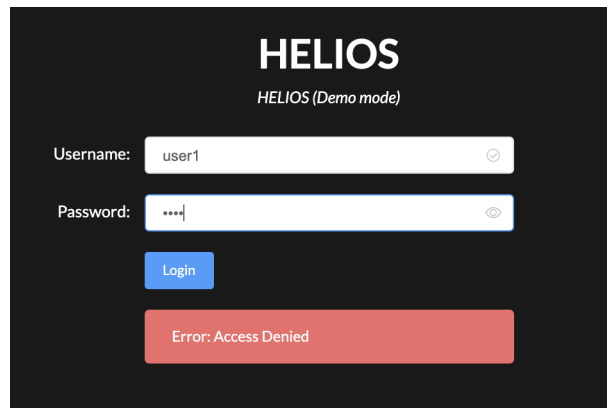 HELIOS
HELIOS (Demo mode)
Username: user1
Password: ••••
Login
Error: Access Denied